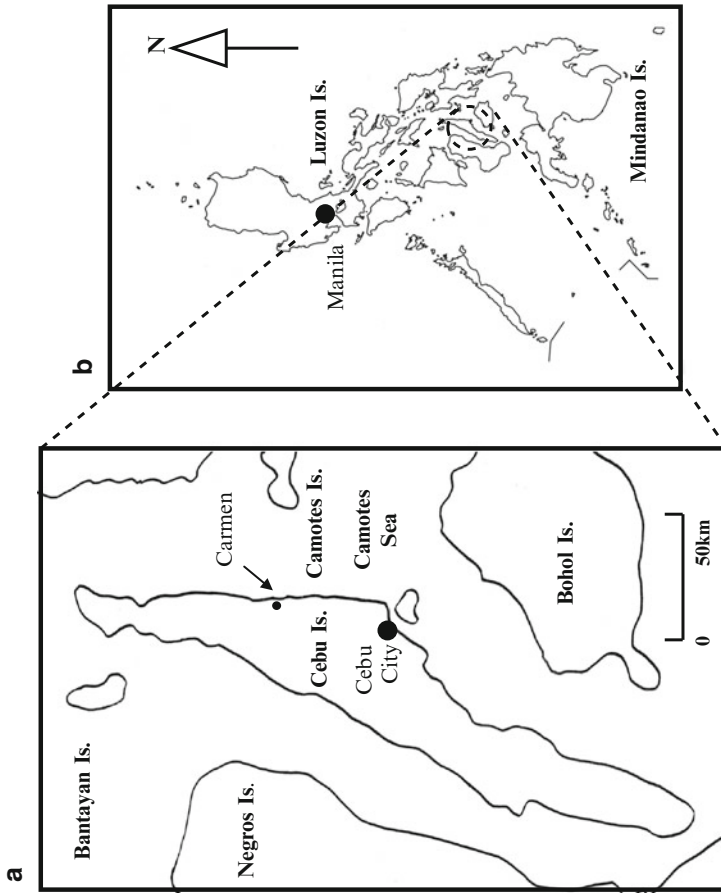 a
Bantayan Is.
Negros Is.
Cebu Is.
Cebu
City
Carmen
Camotes Is.
Camotes
Sea
Bohol Is.
0
50km
b
N
Luzon Is.
Manila
Mindanao Is.